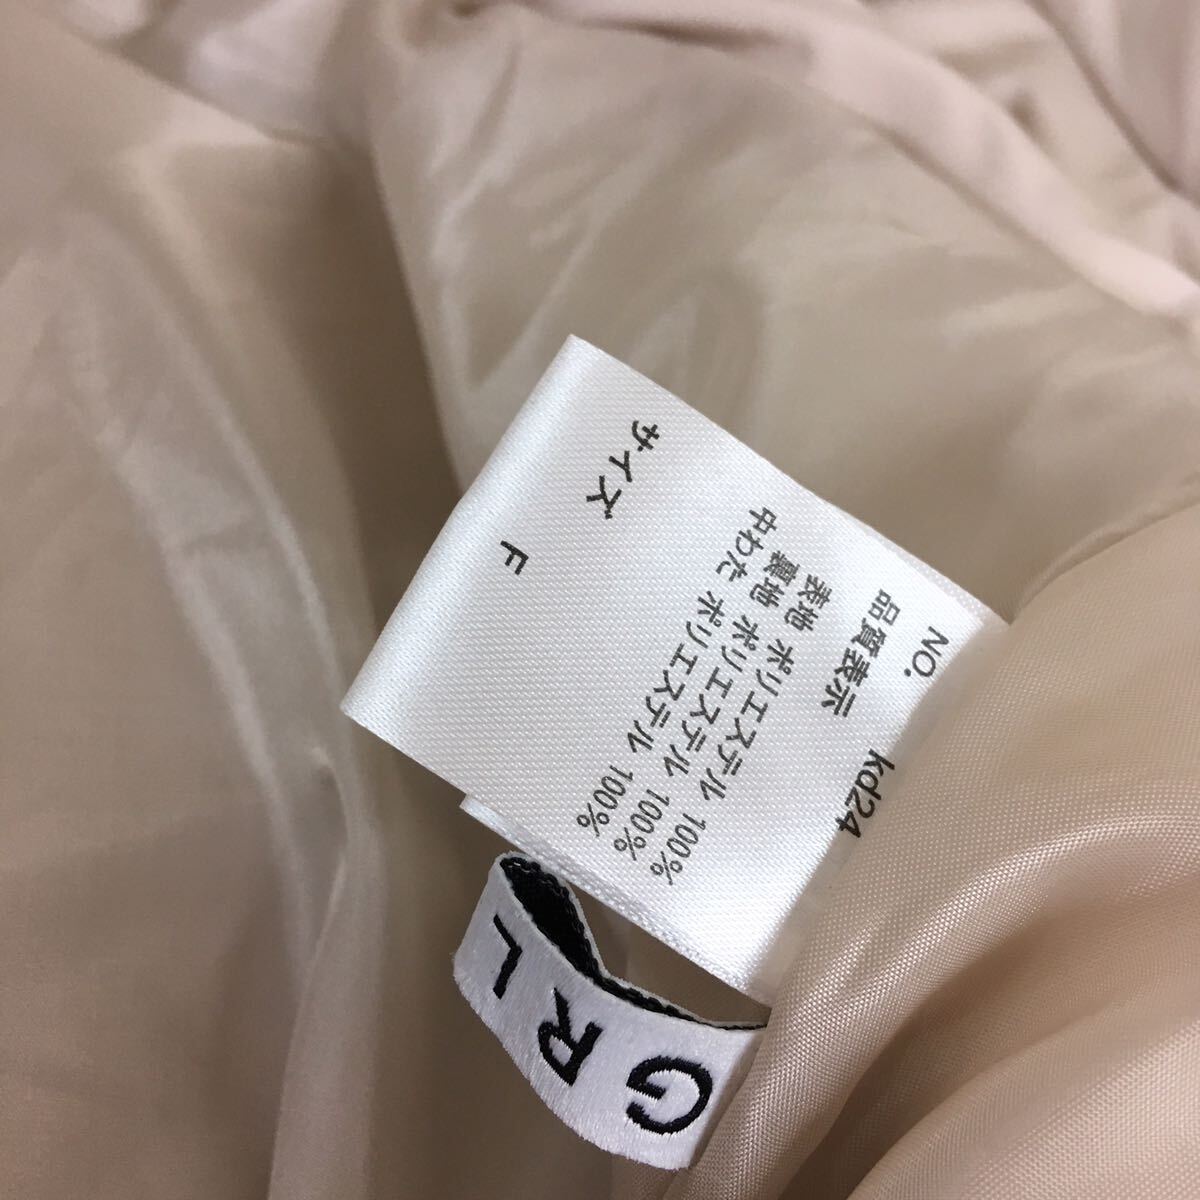 NO. kd24
品質表示
表地 ポリエステル 100%
裏地 ポリエステル 100%
中わた ポリエステル 100%
サイズ
F
GRL